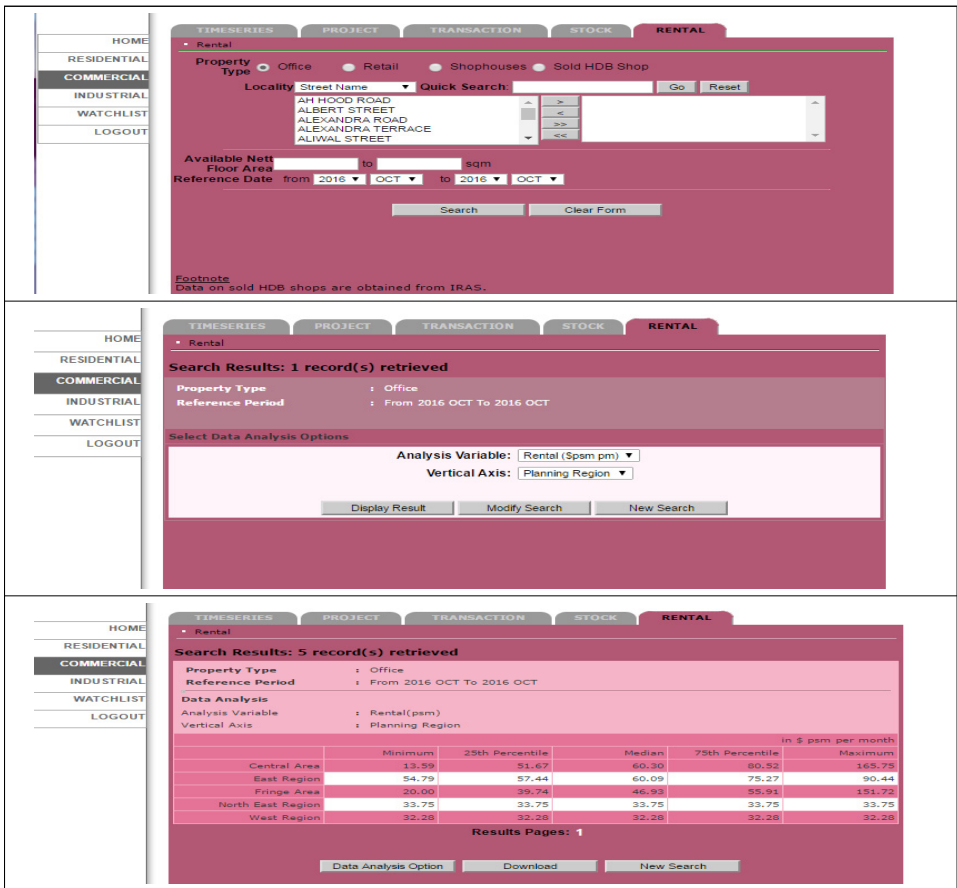 TIMESERIES PROJECT TRANSACTION STOCK RENTAL
HOME
RESIDENTIAL
COMMERCIAL
INDUSTRIAL
WATCHLIST
LOGOUT
Rental
Property Type Office Retail Shophouses Sold HDB Shop
Locality Street Name Quick Search: Go Reset
AH HOOD ROAD
ALBERT STREET
ALEXANDRA ROAD
ALEXANDRA TERRACE
ALIWAL STREET
>
<
>>
<<
Available Nett
Floor Area to sqm
Reference Date from 2016 OCT to 2016 OCT
Search Clear Form
Footnote
Data on sold HDB shops are obtained from IRAS.
TIMESERIES PROJECT TRANSACTION STOCK RENTAL
HOME
RESIDENTIAL
COMMERCIAL
INDUSTRIAL
WATCHLIST
LOGOUT
Rental
Search Results: 1 record(s) retrieved
Property Type : Office
Reference Period : From 2016 OCT To 2016 OCT
Select Data Analysis Options
Analysis Variable: Rental ($psm pm)
Vertical Axis: Planning Region
Display Result Modify Search New Search
TIMESERIES PROJECT TRANSACTION STOCK RENTAL
HOME
RESIDENTIAL
COMMERCIAL
INDUSTRIAL
WATCHLIST
LOGOUT
Rental
Search Results: 5 record(s) retrieved
Property Type : Office
Reference Period : From 2016 OCT To 2016 OCT
Data Analysis
Analysis Variable : Rental(psm)
Vertical Axis : Planning Region
in $ psm per month
Minimum 25th Percentile Median 75th Percentile Maximum
Central Area 13.59 51.67 60.30 80.52 165.75
East Region 54.79 57.44 60.09 75.27 90.44
Fringe Area 20.00 39.74 46.93 55.91 151.72
North East Region 33.75 33.75 33.75 33.75 33.75
West Region 32.28 32.28 32.28 32.28 32.28
Results Pages: 1
Data Analysis Option Download New Search